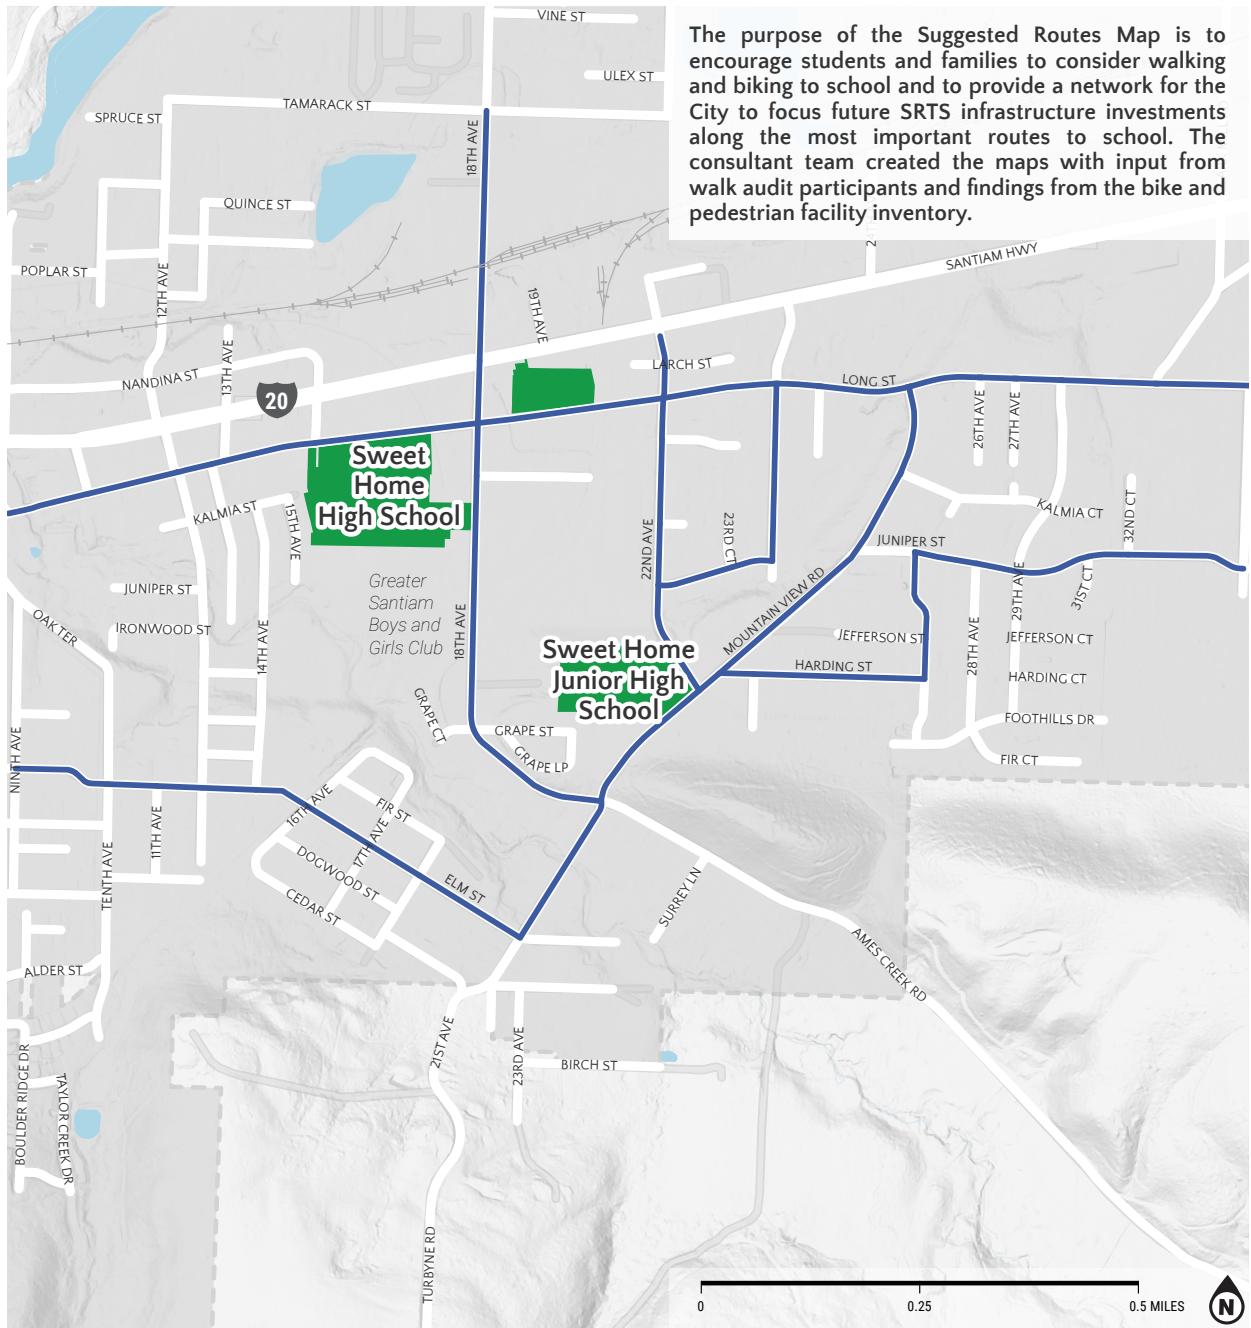 VINE ST
The purpose of the Suggested Routes Map is to
encourage students and families to consider walking
and biking to school and to provide a network for the
City to focus future SRTS infrastructure investments
along the most important routes to school. The
consultant team created the maps with input from
walk audit participants and findings from the bike and
pedestrian facility inventory.
ULEX ST
TAMARACK ST
SPRUCE ST
18TH AVE
QUINCE ST
POPLAR ST
12TH AVE
SANTIAM HWY
19TH AVE
NANDINA ST
13TH AVE
20
LARCH ST
LONG ST
26TH AVE
27TH AVE
Sweet
Home
High School
KALMIA ST
15TH AVE
22ND AVE
23RD CT
KALMIA CT
32ND CT
JUNIPER ST
MOUNTAIN VIEW RD
29TH AVE
31ST CT
Greater
Santiam
Boys and
Girls Club
18TH AVE
JUNIPER ST
OAK TER
IRONWOOD ST
14TH AVE
JEFFERSON ST
28TH AVE
JEFFERSON CT
Sweet Home
Junior High
School
HARDING ST
HARDING CT
GRAPE CT
GRAPE ST
GRAPE LP
FOOTHILLS DR
FIR CT
NINTH AVE
11TH AVE
TENTH AVE
16TH AVE
FIR ST
17TH AVE
DOGWOOD ST
CEDAR ST
ELM ST
SURREY LN
AMES CREEK RD
ALDER ST
21ST AVE
23RD AVE
BIRCH ST
BOULDER RIDGE DR
TAYLOR CREEK DR
TURBYNE RD
0 0.25 0.5 MILES
N